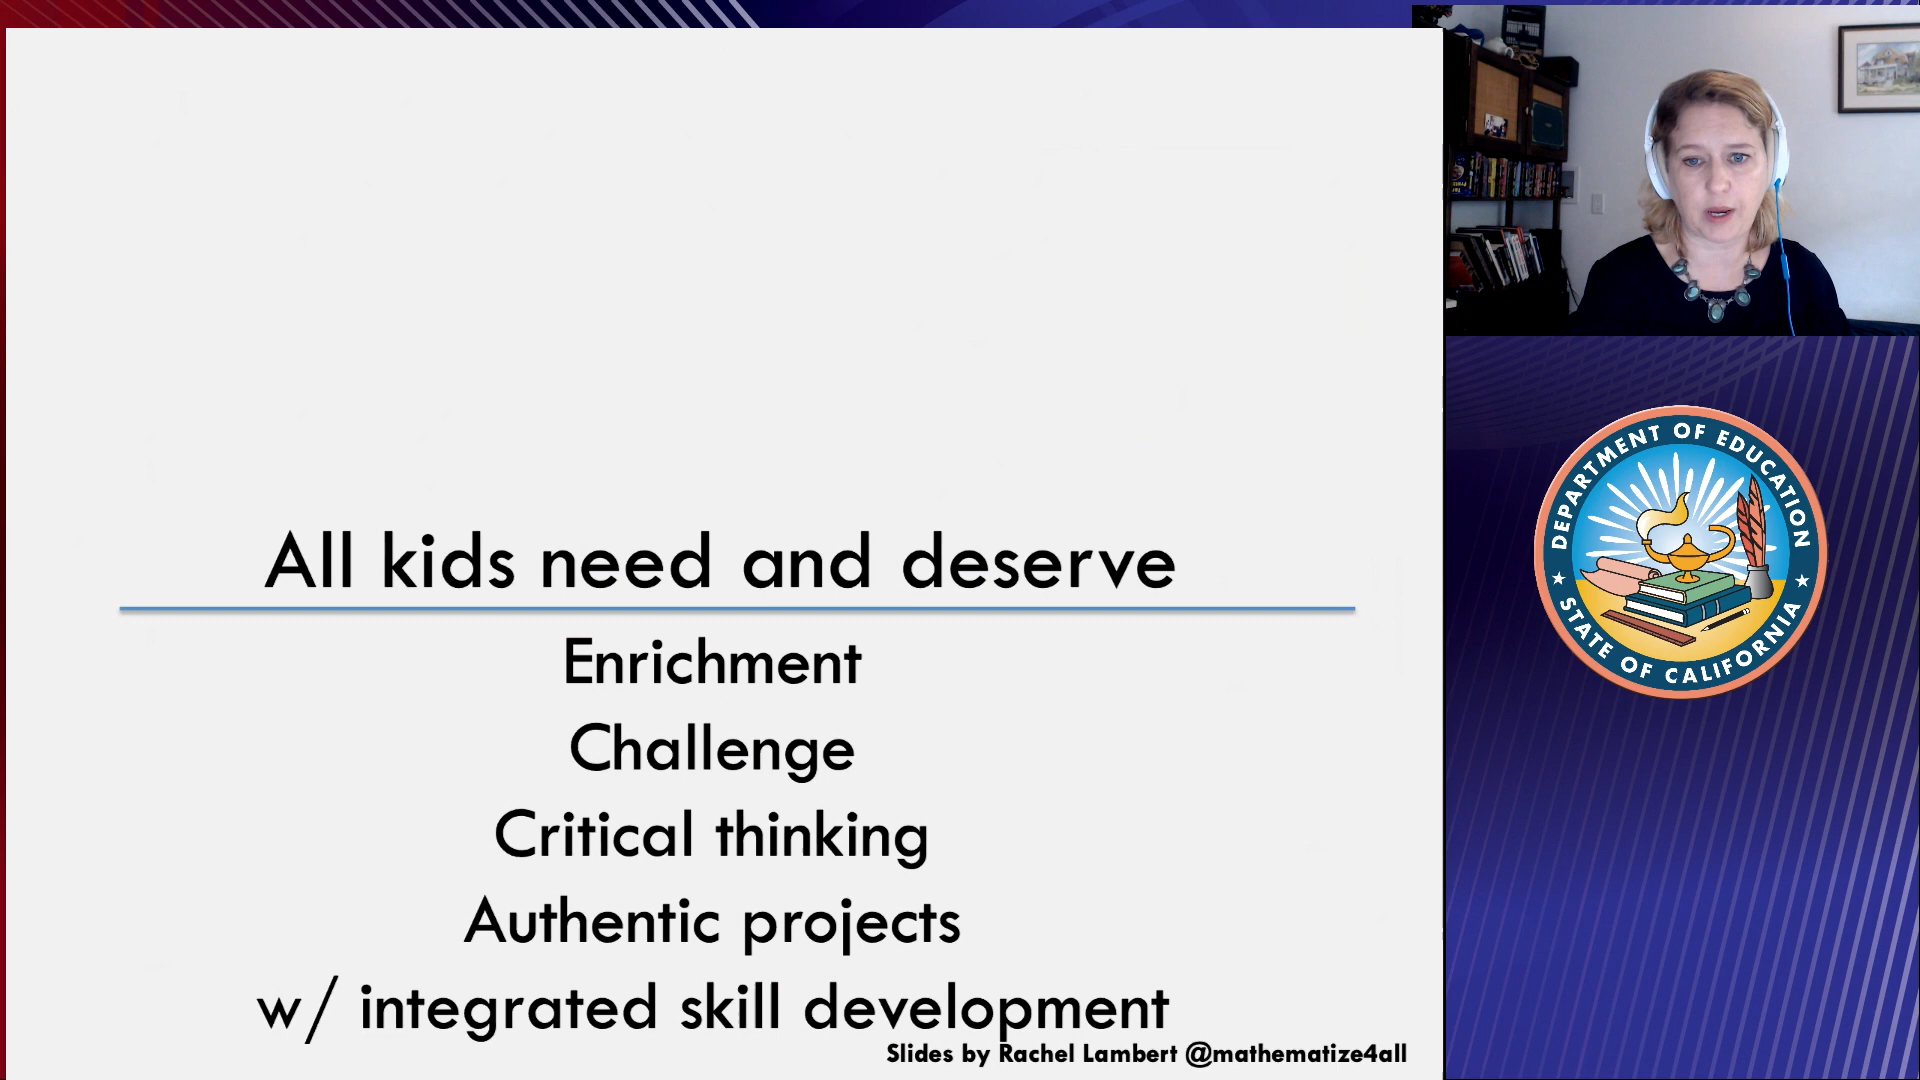 All kids need and deserve
Enrichment
Challenge
Critical thinking
Authentic projects
w/ integrated skill development
Slides by Rachel Lambert @mathematize4all
DEPARTMENT OF EDUCATION
STATE OF CALIFORNIA